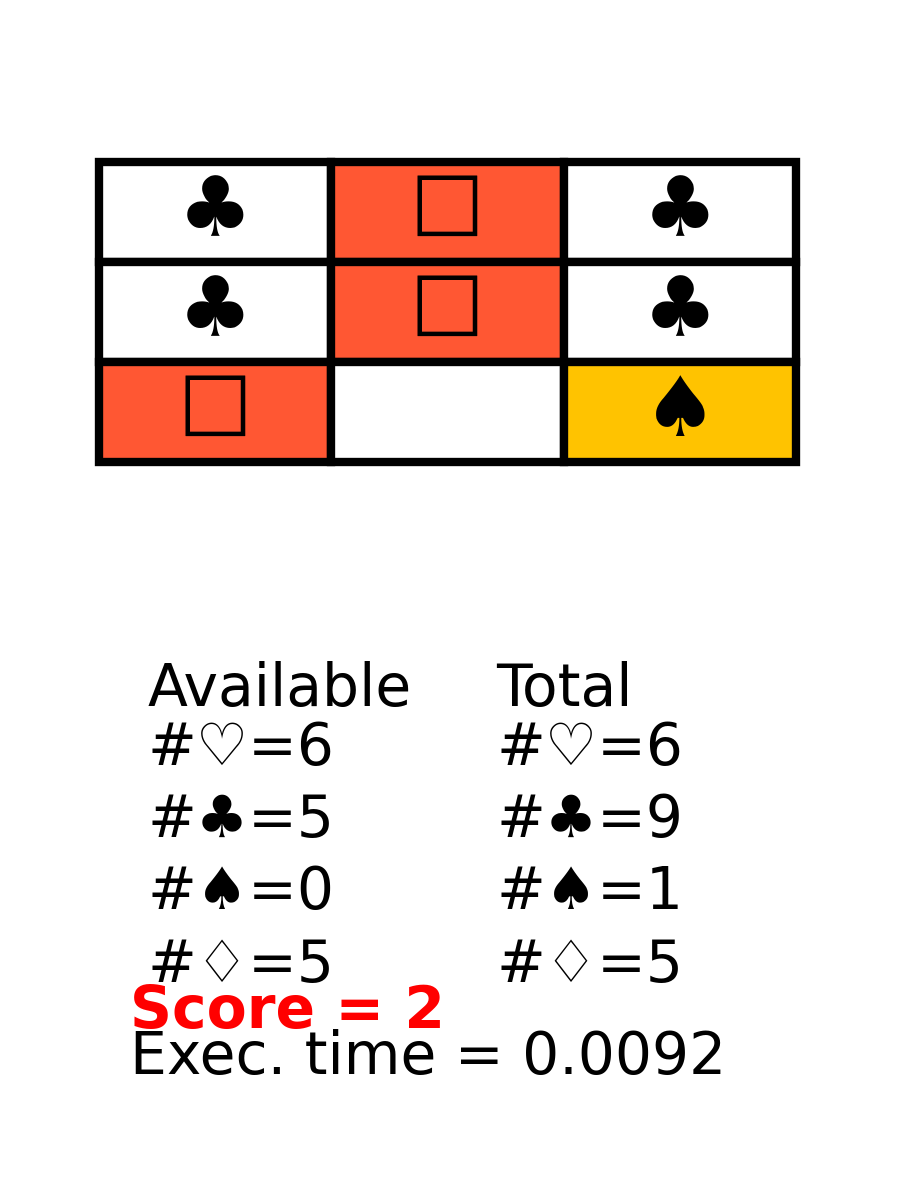 ♣ □ ♣
♣ □ ♣
□ ♠
Available Total
#♡=6 #♡=6
#♣=5 #♣=9
#♠=0 #♠=1
#♢=5 #♢=5
Score = 2
Exec. time = 0.0092